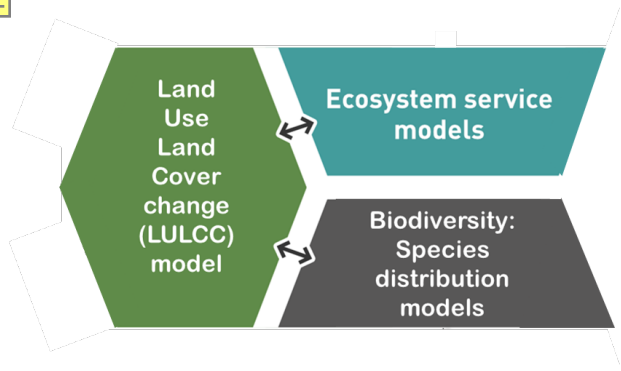 Land
Use
Land
Cover
change
(LULCC)
model
Ecosystem service
models
Biodiversity:
Species
distribution
models